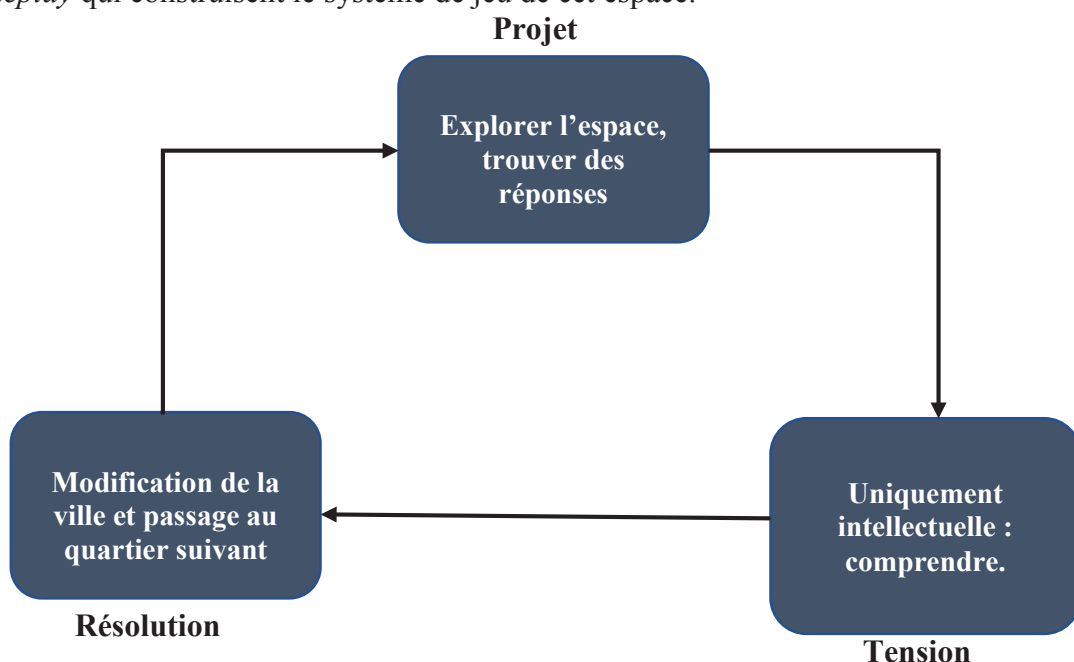 qui construisent le système de jeu de cet espace.
Projet
Explorer l’espace,
trouver des
réponses
Uniquement
intellectuelle :
comprendre.
Tension
Modification de la
ville et passage au
quartier suivant
Résolution